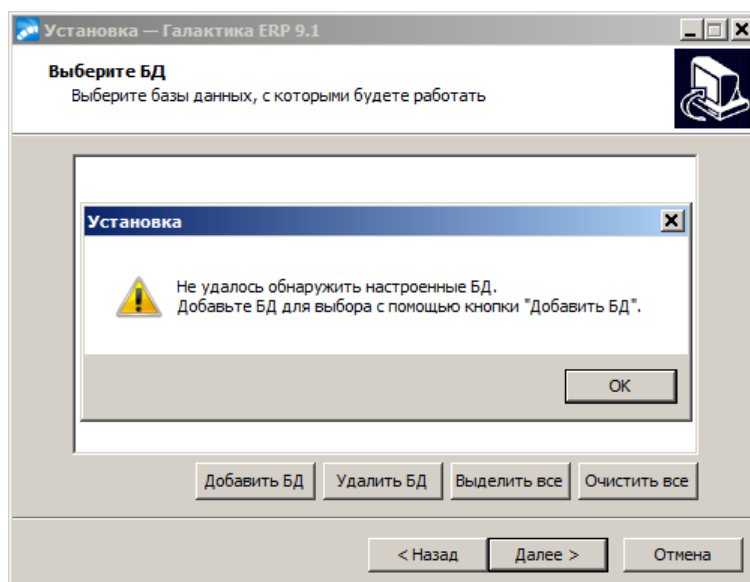 Установка — Галактика ERP 9.1
Выберите БД
Выберите базы данных, с которыми будете работать
Установка
Не удалось обнаружить настроенные БД.
Добавьте БД для выбора с помощью кнопки "Добавить БД".
OK
Добавить БД Удалить БД Выделить все Очистить все
< Назад Далее > Отмена